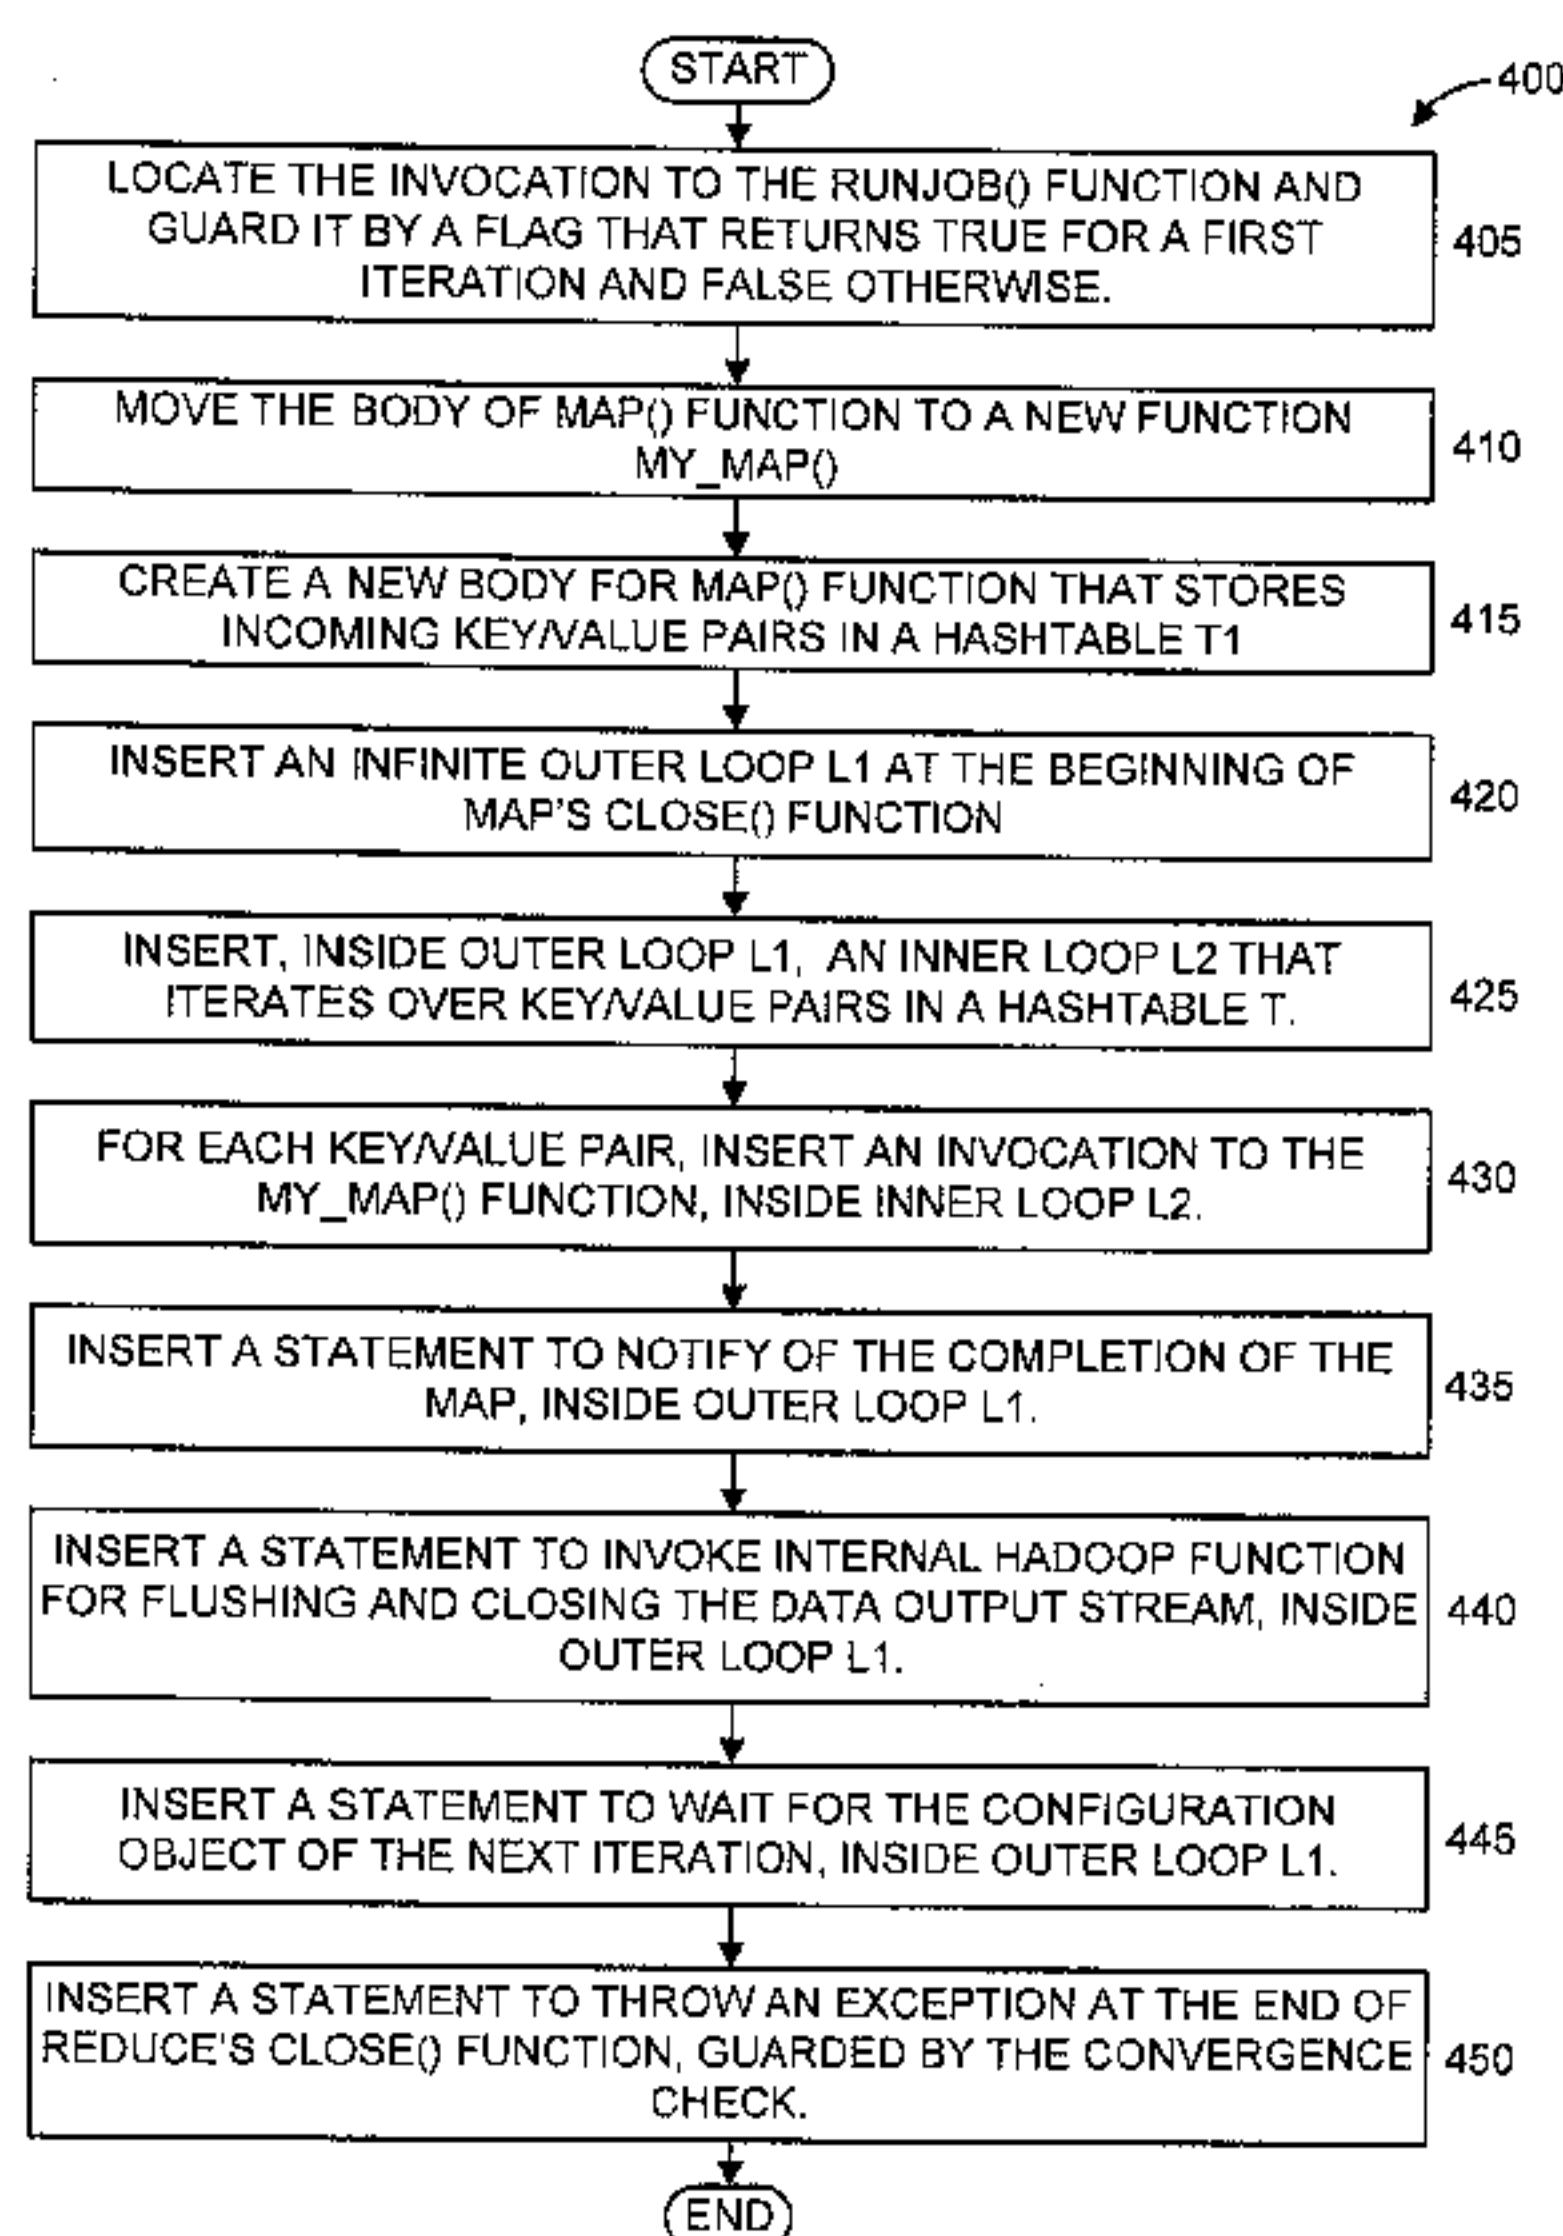 START
400
LOCATE THE INVOCATION TO THE RUNJOB() FUNCTION AND
GUARD IT BY A FLAG THAT RETURNS TRUE FOR A FIRST
ITERATION AND FALSE OTHERWISE.
405
MOVE THE BODY OF MAP() FUNCTION TO A NEW FUNCTION
MY_MAP()
410
CREATE A NEW BODY FOR MAP() FUNCTION THAT STORES
INCOMING KEY/VALUE PAIRS IN A HASHTABLE T1
415
INSERT AN INFINITE OUTER LOOP L1 AT THE BEGINNING OF
MAP'S CLOSE() FUNCTION
420
INSERT, INSIDE OUTER LOOP L1, AN INNER LOOP L2 THAT
ITERATES OVER KEY/VALUE PAIRS IN A HASHTABLE T.
425
FOR EACH KEY/VALUE PAIR, INSERT AN INVOCATION TO THE
MY_MAP() FUNCTION, INSIDE INNER LOOP L2.
430
INSERT A STATEMENT TO NOTIFY OF THE COMPLETION OF THE
MAP, INSIDE OUTER LOOP L1.
435
INSERT A STATEMENT TO INVOKE INTERNAL HADOOP FUNCTION
FOR FLUSHING AND CLOSING THE DATA OUTPUT STREAM, INSIDE
OUTER LOOP L1.
440
INSERT A STATEMENT TO WAIT FOR THE CONFIGURATION
OBJECT OF THE NEXT ITERATION, INSIDE OUTER LOOP L1.
445
INSERT A STATEMENT TO THROW AN EXCEPTION AT THE END OF
REDUCE'S CLOSE() FUNCTION, GUARDED BY THE CONVERGENCE
CHECK.
450
END